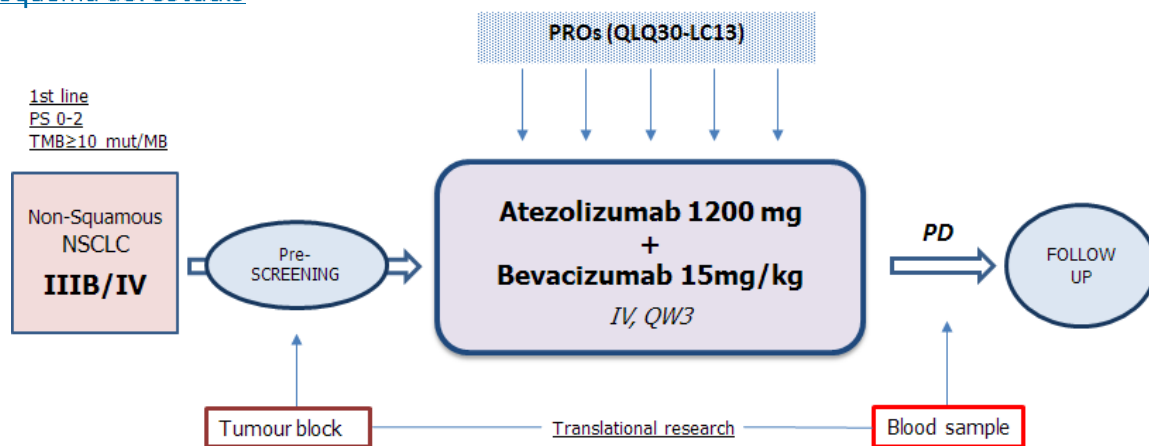 PROs (QLQ30-LC13)
1st line
PS 0-2
TMB≥10 mut/MB
Non-Squamous
NSCLC
IIIB/IV
Pre-
SCREENING
Atezolizumab 1200 mg
+
Bevacizumab 15mg/kg
IV, QW3
PD
FOLLOW
UP
Tumour block
Translational research
Blood sample